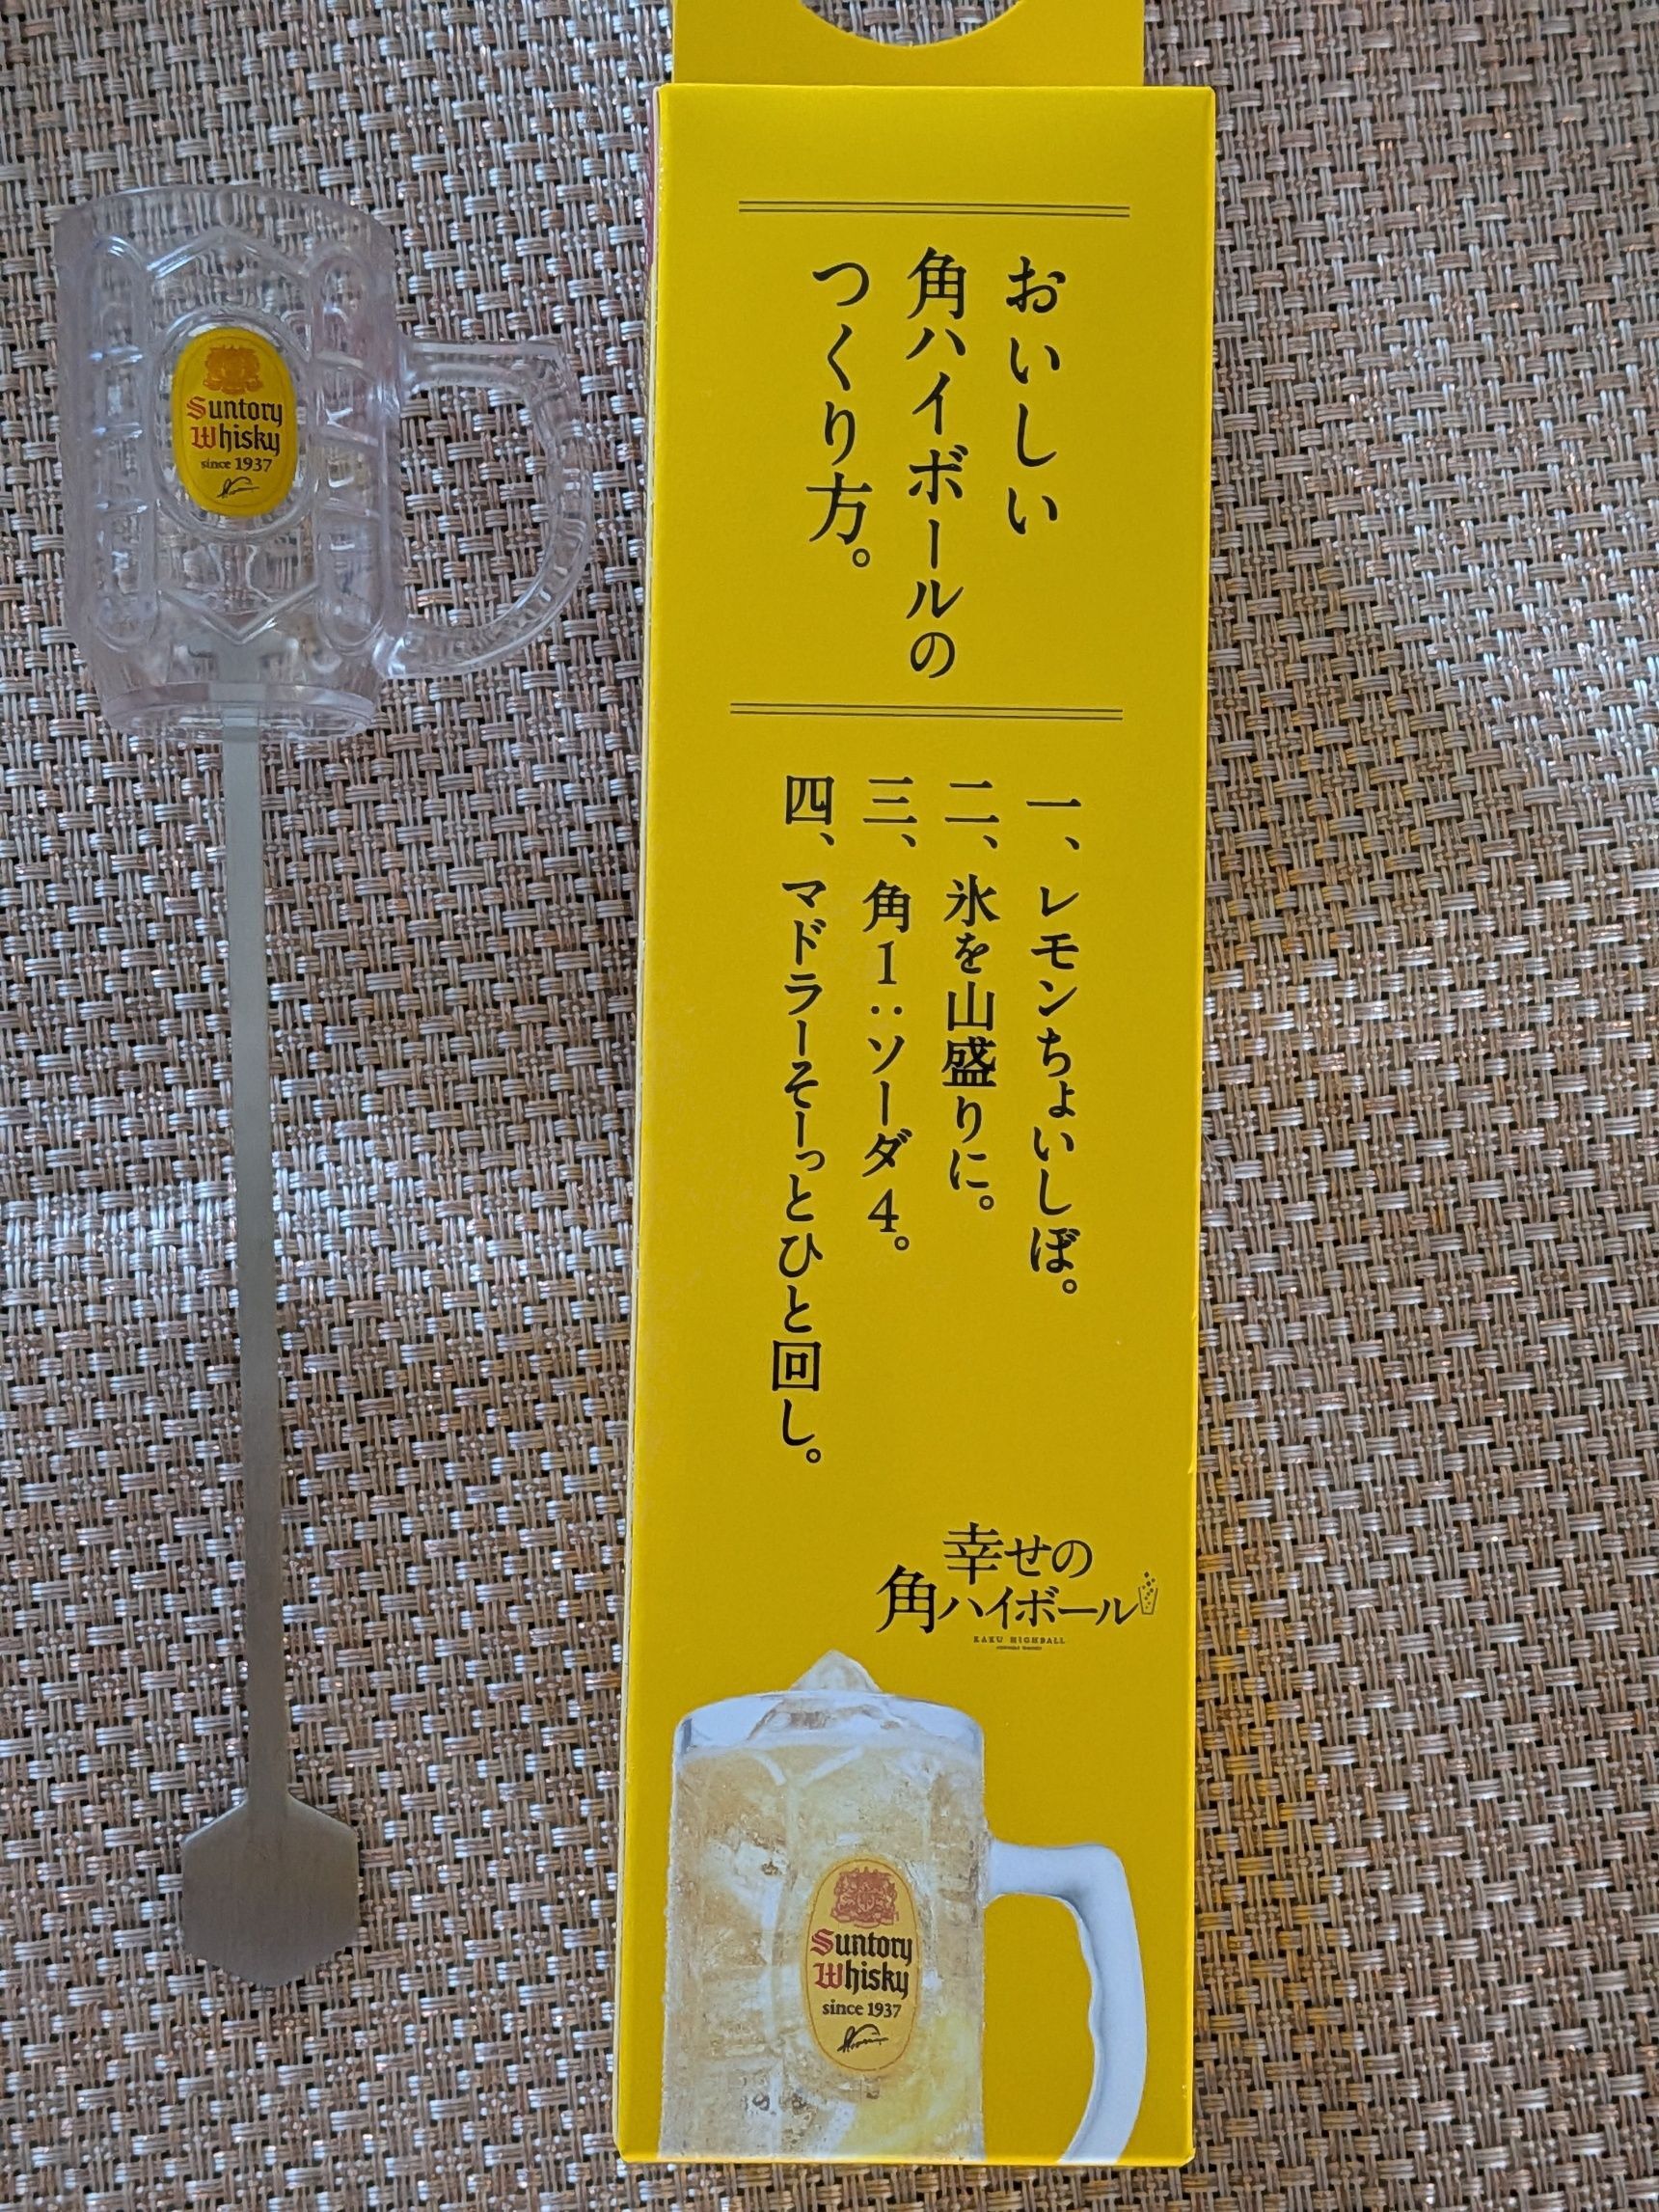 Suntory
Whisky
since 1937
おいしい
角ハイボールの
つくり方。
一、レモンちょいしぼ。
二、氷を山盛りに。
三、角1:ソーダ4。
四、マドラーそーっとひと回し。
幸せの
角ハイボール
KAKU HIGHBALL
Suntory
Whisky
since 1937